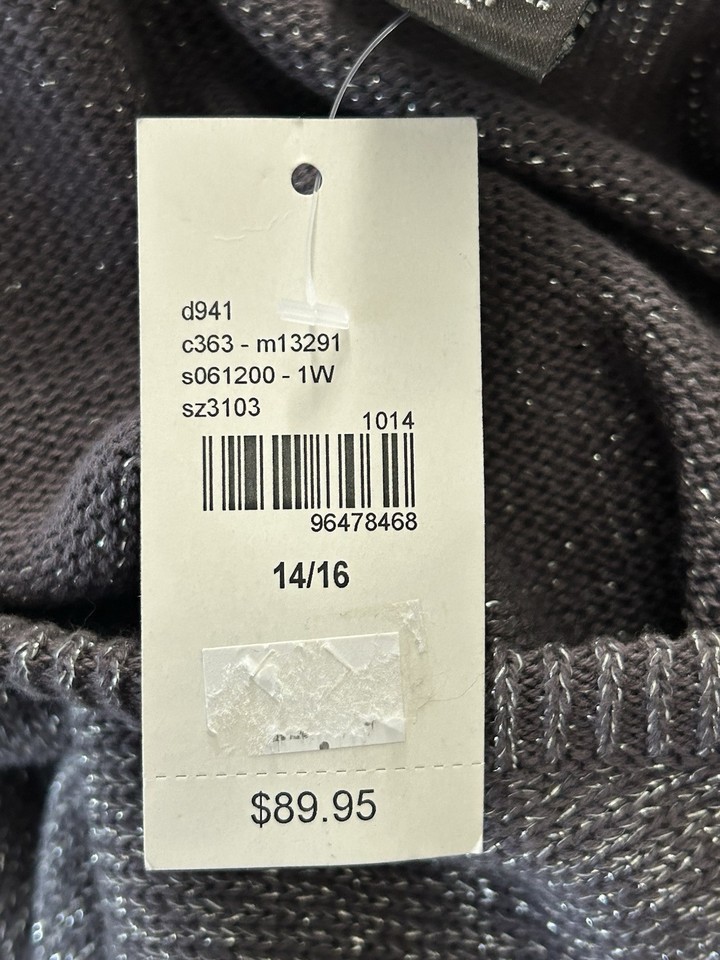 d941
c363 - m13291
s061200 - 1W
sz3103
1014
96478468
14/16
$89.95